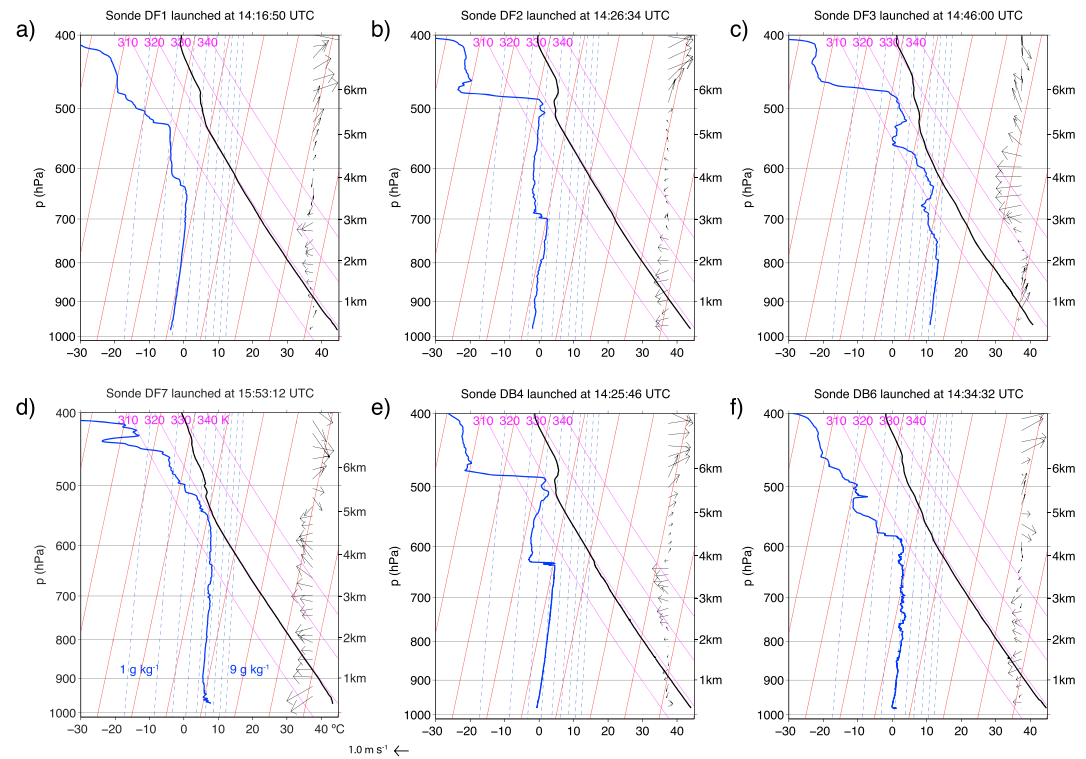 a)
Sonde DF1 launched at 14:16:50 UTC
310 320 330 340
p (hPa)
400
500
600
700
800
900
1000
6km
5km
4km
3km
2km
1km
−30 −20 −10 0 10 20 30 40
b)
Sonde DF2 launched at 14:26:34 UTC
310 320 330 340
p (hPa)
400
500
600
700
800
900
1000
6km
5km
4km
3km
2km
1km
−30 −20 −10 0 10 20 30 40
c)
Sonde DF3 launched at 14:46:00 UTC
310 320 330 340
p (hPa)
400
500
600
700
800
900
1000
6km
5km
4km
3km
2km
1km
−30 −20 −10 0 10 20 30 40
d)
Sonde DF7 launched at 15:53:12 UTC
310 320 330 340 K
p (hPa)
400
500
600
700
800
900
1000
6km
5km
4km
3km
2km
1km
1 g kg⁻¹ 9 g kg⁻¹
−30 −20 −10 0 10 20 30 40 ºC
e)
Sonde DB4 launched at 14:25:46 UTC
310 320 330 340
p (hPa)
400
500
600
700
800
900
1000
6km
5km
4km
3km
2km
1km
−30 −20 −10 0 10 20 30 40
f)
Sonde DB6 launched at 14:34:32 UTC
310 320 330 340
p (hPa)
400
500
600
700
800
900
1000
6km
5km
4km
3km
2km
1km
−30 −20 −10 0 10 20 30 40
1.0 m s⁻¹